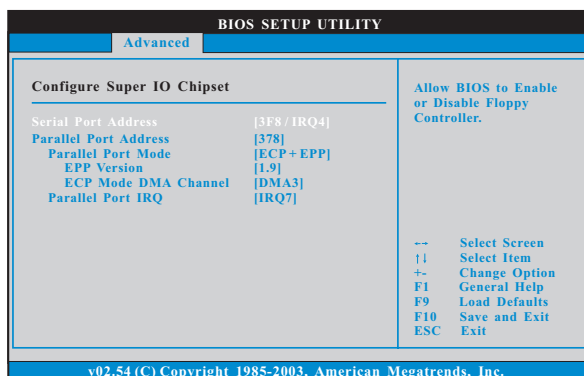 BIOS SETUP UTILITY
Advanced
Configure Super IO Chipset
Serial Port Address [3F8 / IRQ4]
Parallel Port Address [378]
Parallel Port Mode [ECP + EPP]
EPP Version [1.9]
ECP Mode DMA Channel [DMA3]
Parallel Port IRQ [IRQ7]
Allow BIOS to Enable
or Disable Floppy
Controller.
←→ Select Screen
↑↓ Select Item
+- Change Option
F1 General Help
F9 Load Defaults
F10 Save and Exit
ESC Exit
v02.54 (C) Copyright 1985-2003, American Megatrends, Inc.